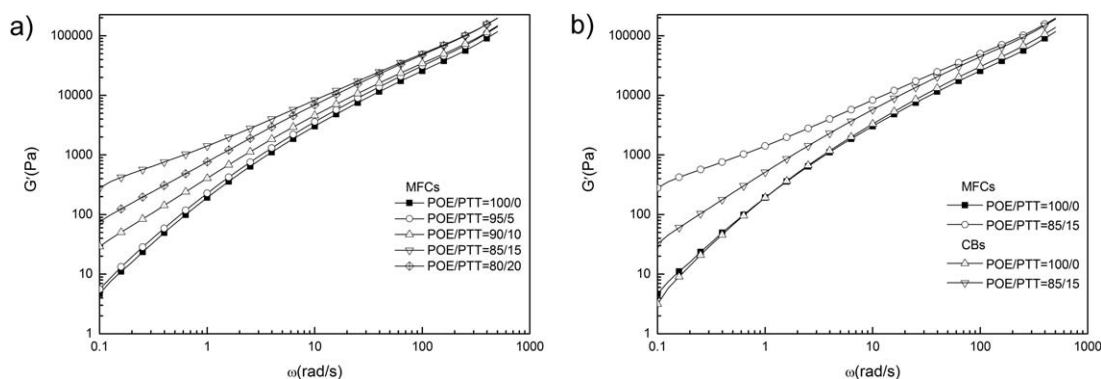 a)
G'(Pa)
100000
10000
1000
100
10
1
MFCs
POE/PTT=100/0
POE/PTT=95/5
POE/PTT=90/10
POE/PTT=85/15
POE/PTT=80/20
0.1 1 10 100 1000
ω(rad/s)
b)
G'(Pa)
100000
10000
1000
100
10
1
MFCs
POE/PTT=100/0
POE/PTT=85/15
CBs
POE/PTT=100/0
POE/PTT=85/15
0.1 1 10 100 1000
ω(rad/s)